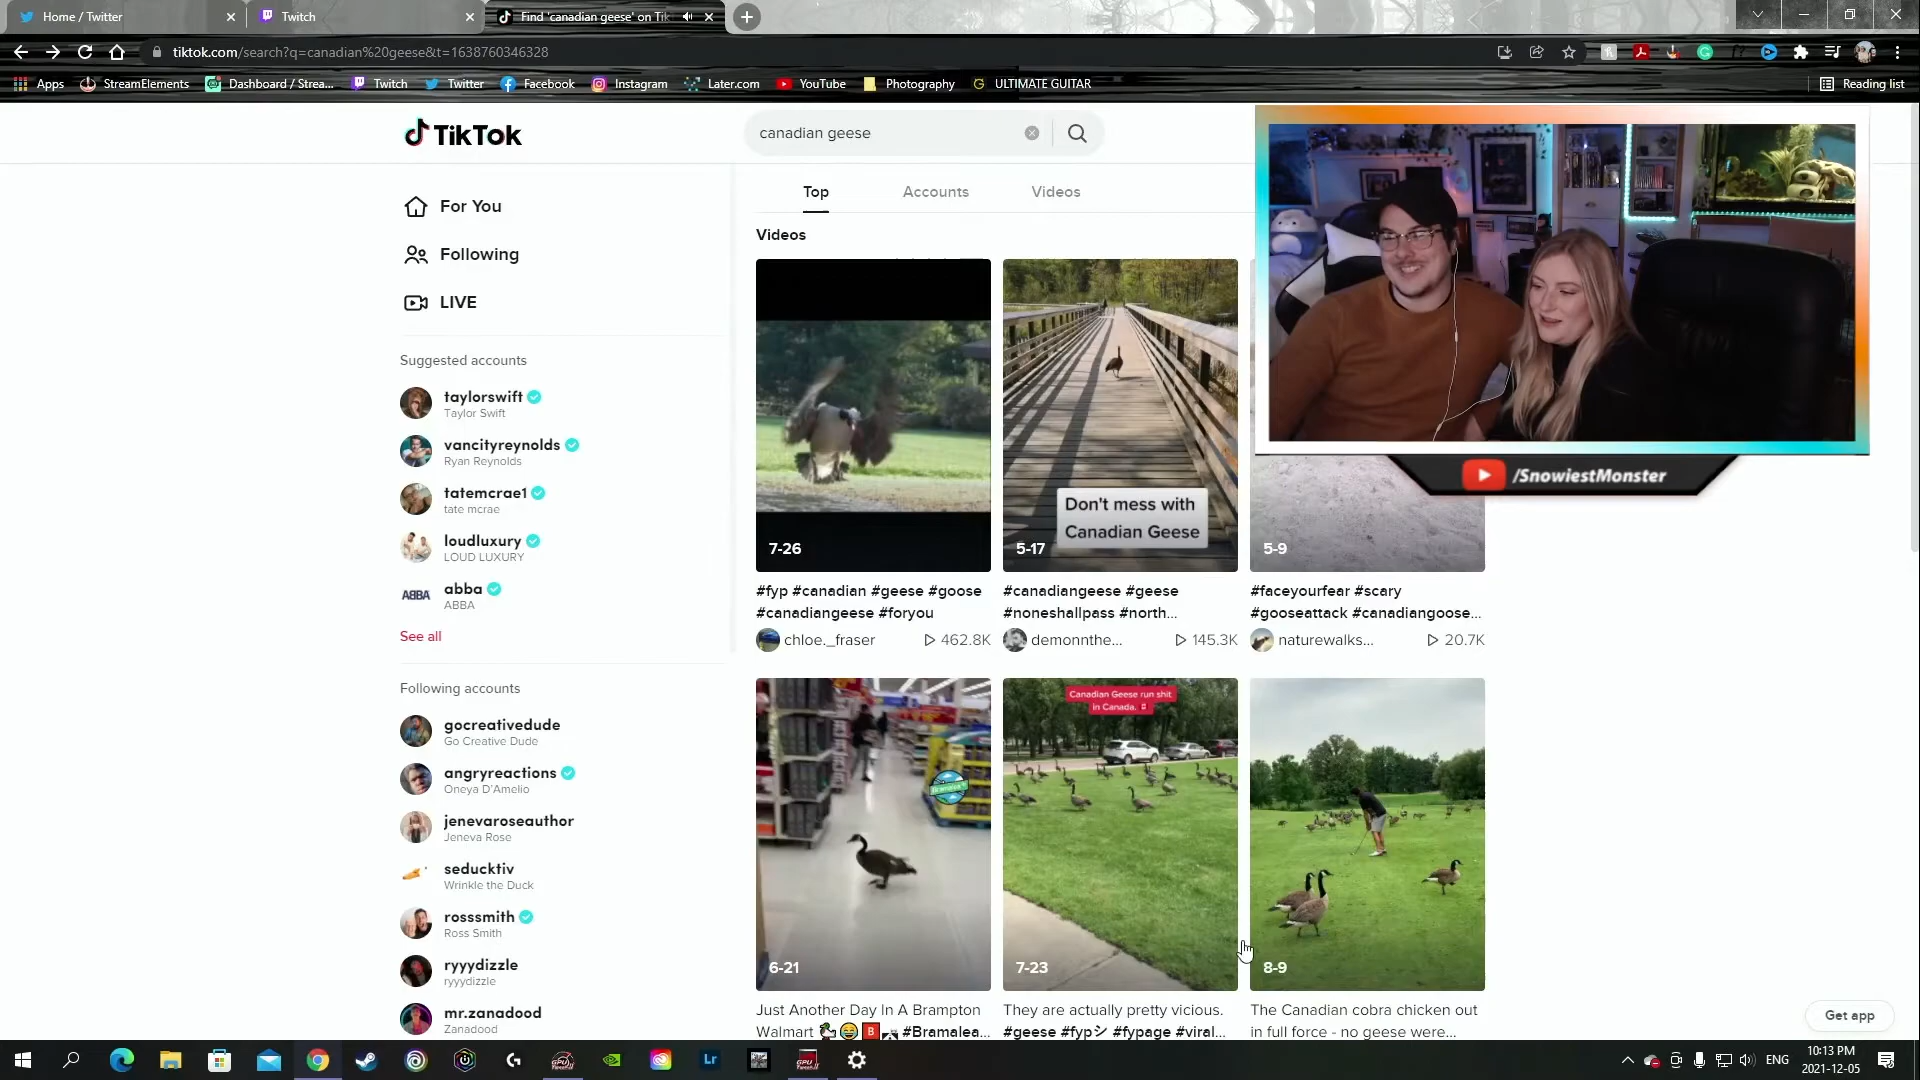 Home / Twitter
Twitch
Find 'canadian geese' on Tik
tiktok.com/search?q=canadian%20geese&t=1638760346328
Apps
StreamElements
Dashboard / Strea...
Twitch
Twitter
Facebook
Instagram
Later.com
YouTube
Photography
ULTIMATE GUITAR
Reading list
TikTok
canadian geese
For You
Following
LIVE
Suggested accounts
taylorswift
Taylor Swift
vancityreynolds
Ryan Reynolds
tatemcrae1
tate mcrae
loudluxury
LOUD LUXURY
ABBA
abba
ABBA
See all
Following accounts
gocreativedude
Go Creative Dude
angryreactions
Oneya D'Amelio
jenevaroseauthor
Jeneva Rose
seducktiv
Wrinkle the Duck
rosssmith
Ross Smith
ryyydizzle
ryyydizzle
mr.zanadood
Zanadood
Top
Accounts
Videos
Videos
7-26
#fyp #canadian #geese #goose
#canadiangeese #foryou
chloe._fraser
462.8K
Don't mess with
Canadian Geese
5-17
#canadiangeese #geese
#noneshallpass #north...
demonnthe...
145.3K
/SnowiestMonster
5-9
#faceyourfear #scary
#gooseattack #canadiangoose...
naturewalks...
20.7K
6-21
Just Another Day In A Brampton
Walmart 🦆😂🅱 #Bramalea...
Canadian Geese run shit
in Canada.
7-23
They are actually pretty vicious.
#geese #fypシ #fypage #viral...
8-9
The Canadian cobra chicken out
in full force - no geese were...
Get app
Lr
ENG
10:13 PM
2021-12-05